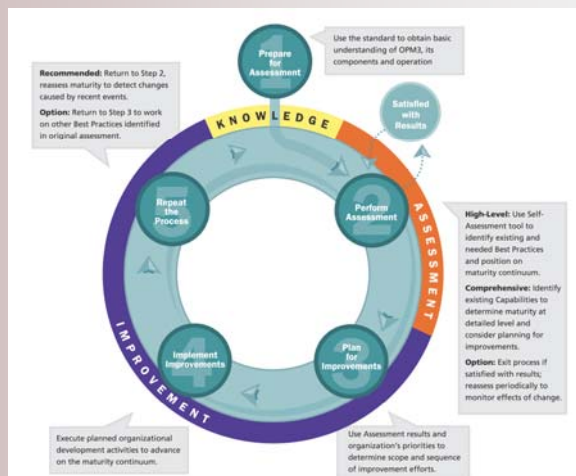 Use the standard to obtain basic
understanding of OPM3, its
components and operation
1
Prepare
for
Assessment
Recommended: Return to Step 2,
reassess maturity to detect changes
caused by recent events.
Option: Return to Step 3 to work
on other Best Practices identified
in original assessment.
Satisfied
with
Results
KNOWLEDGE
ASSESSMENT
IMPROVEMENT
2
Perform
Assessment
High-Level: Use Self-
Assessment tool to
identify existing and
needed Best Practices
and position on
maturity continuum.
Comprehensive: Identify
existing Capabilities to
determine maturity at
detailed level and
consider planning for
improvements.
Option: Exit process if
satisfied with results;
reassess periodically to
monitor effects of change.
3
Plan
for
Improvements
Use Assessment results and
organization's priorities to
determine scope and sequence
of improvement efforts.
4
Implement
Improvements
Execute planned organizational
development activities to advance
on the maturity continuum.
5
Repeat
the
Process